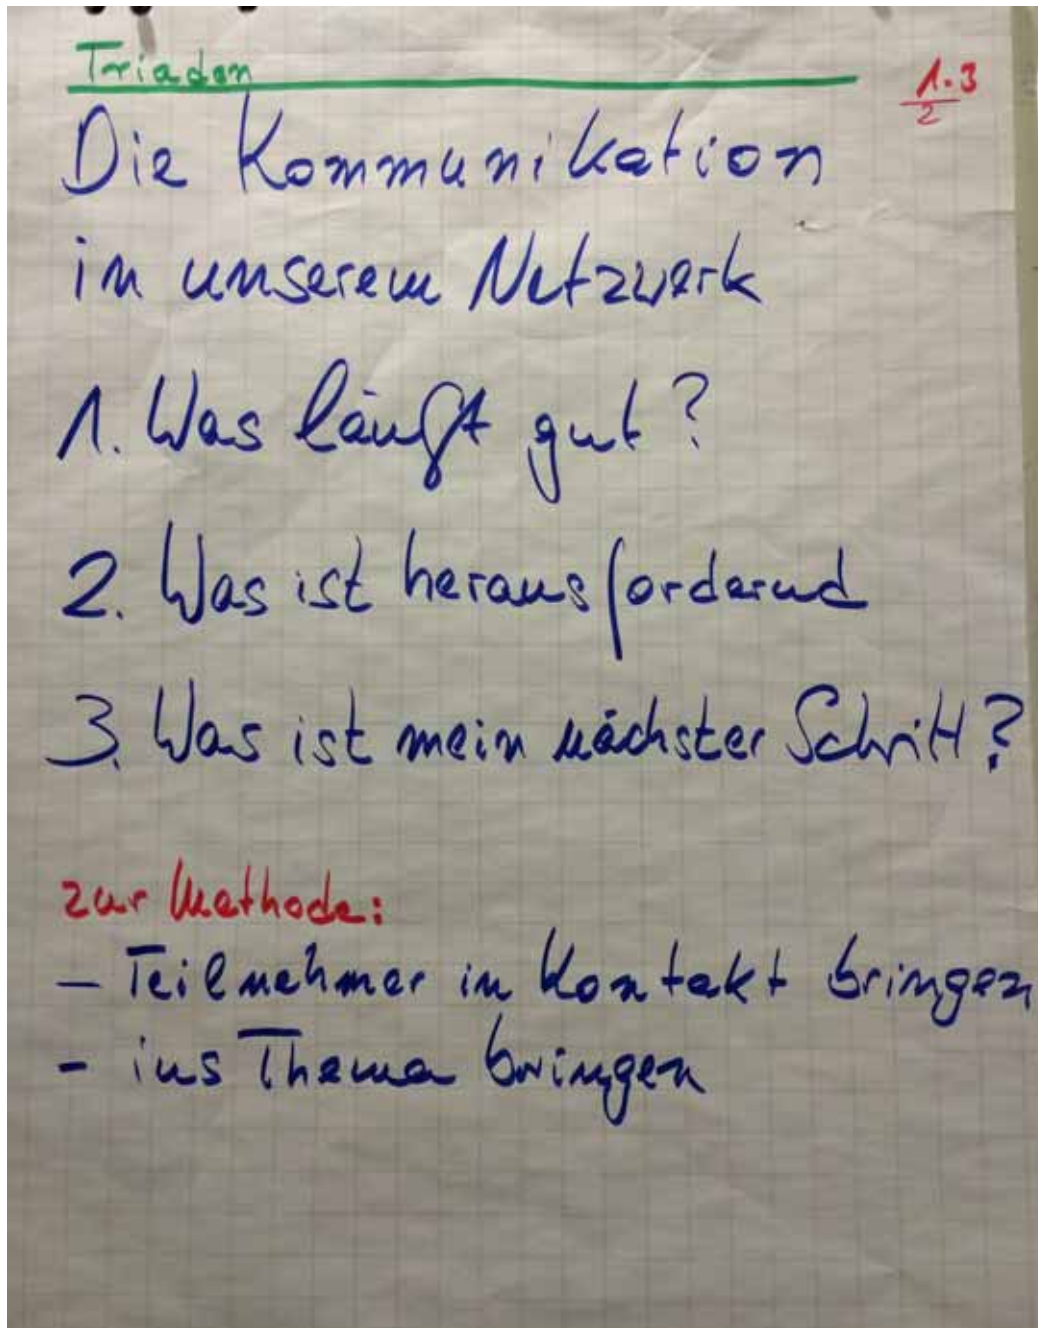 Triaden
1.3
2
Die Kommunikation
in unserem Netzwerk
1. Was läuft gut?
2. Was ist herausfordernd
3. Was ist mein nächster Schritt?
zur Methode:
- Teilnehmer in Kontakt bringen
- ins Thema bringen